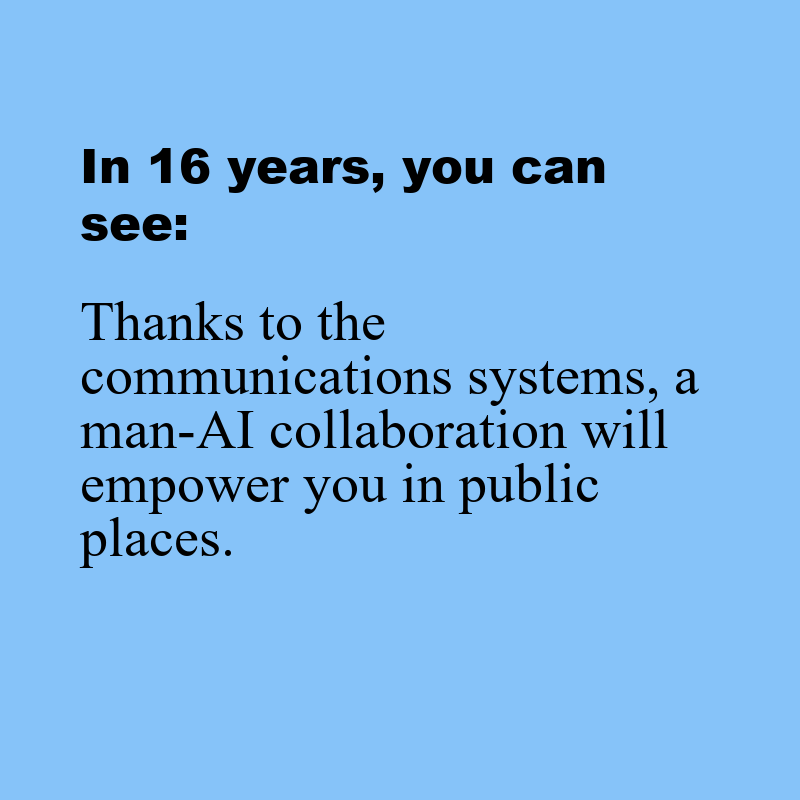 In 16 years, you can
see:
Thanks to the
communications systems, a
man-AI collaboration will
empower you in public
places.